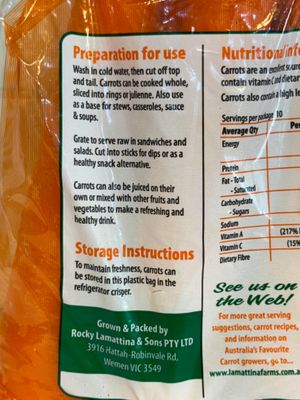 Preparation for use
Wash in cold water, then cut off top
and tail. Carrots can be cooked whole,
sliced into rings or julienne. Also use
as a base for stews, casseroles, sauce
& soups.
Grate to serve raw in sandwiches and
salads. Cut into sticks for dips or as a
healthy snack alternative.
Carrots can also be juiced on their
own or mixed with other fruits and
vegetables to make a refreshing and
healthy drink.
Storage Instructions
To maintain freshness, carrots can
be stored in this plastic bag in the
refrigerator crisper.
Grown & Packed by
Rocky Lamattina & Sons PTY LTD
3916 Hattah-Robinvale Rd,
Wemen VIC 3549
Nutritional
Carrots are an excellent
contain vitamin C and
Carrots also contain a high
Servings per package 10
Average Qty
Energy
Protein
Fat - Total
- Saturated
Carbohydrate
- Sugars
Sodium
Vitamin A (217%
Vitamin C (15%
Dietary Fibre
See us on
the Web!
For more great serving
suggestions, carrot recipes,
and information on
Australia's Favourite
Carrot growers, go to...
www.lamattinafarms.com.a